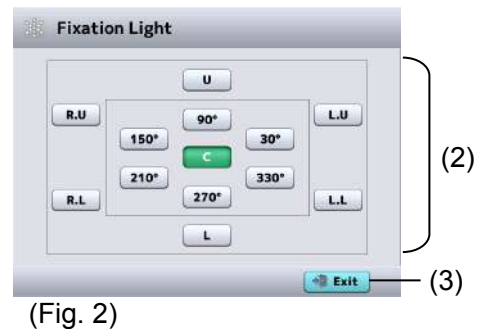 Fixation Light
U
R.U L.U
90°
150° 30°
C
(2)
210° 330°
R.L 270° L.L
L
Exit (3)
(Fig. 2)